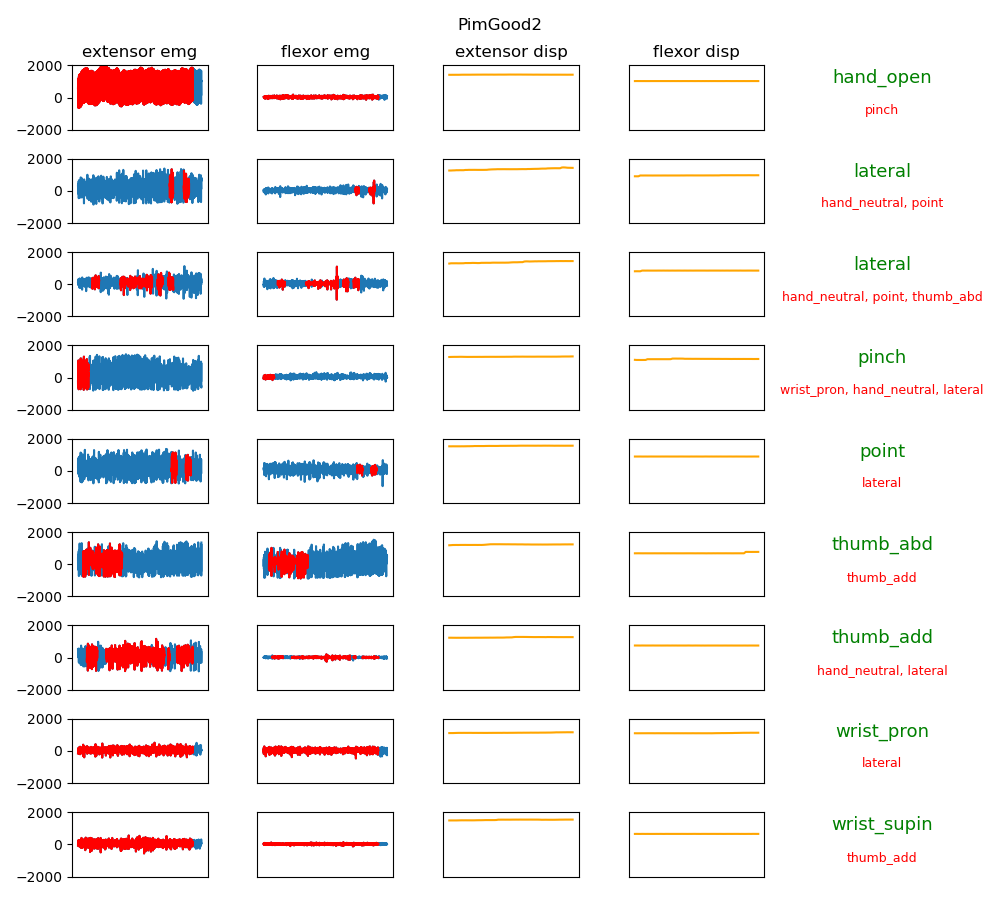 PimGood2
extensor emg flexor emg extensor disp flexor disp
2000
0
−2000
hand_open
pinch
2000
0
−2000
lateral
hand_neutral, point
2000
0
−2000
lateral
hand_neutral, point, thumb_abd
2000
0
−2000
pinch
wrist_pron, hand_neutral, lateral
2000
0
−2000
point
lateral
2000
0
−2000
thumb_abd
thumb_add
2000
0
−2000
thumb_add
hand_neutral, lateral
2000
0
−2000
wrist_pron
lateral
2000
0
−2000
wrist_supin
thumb_add